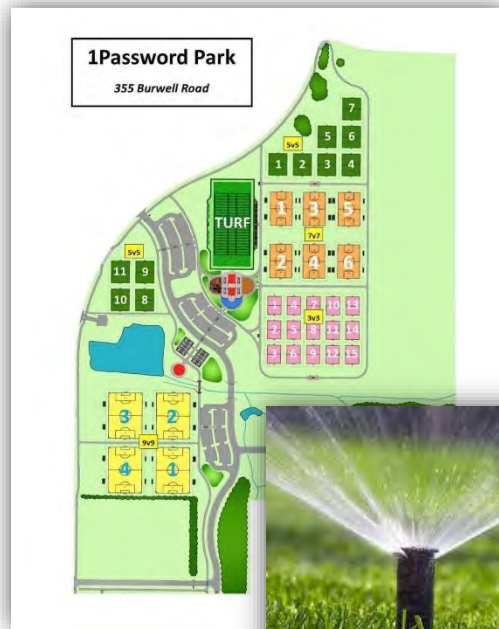 1Password Park
355 Burwell Road
7
5 6
5v5
1 2 3 4
TURF
1 3 5
7v7
2 4 6
5v5
11 9
10 8
1 4 7 10 13
3v3
2 5 8 11 14
3 6 9 12 15
3 2
9v9
4 1